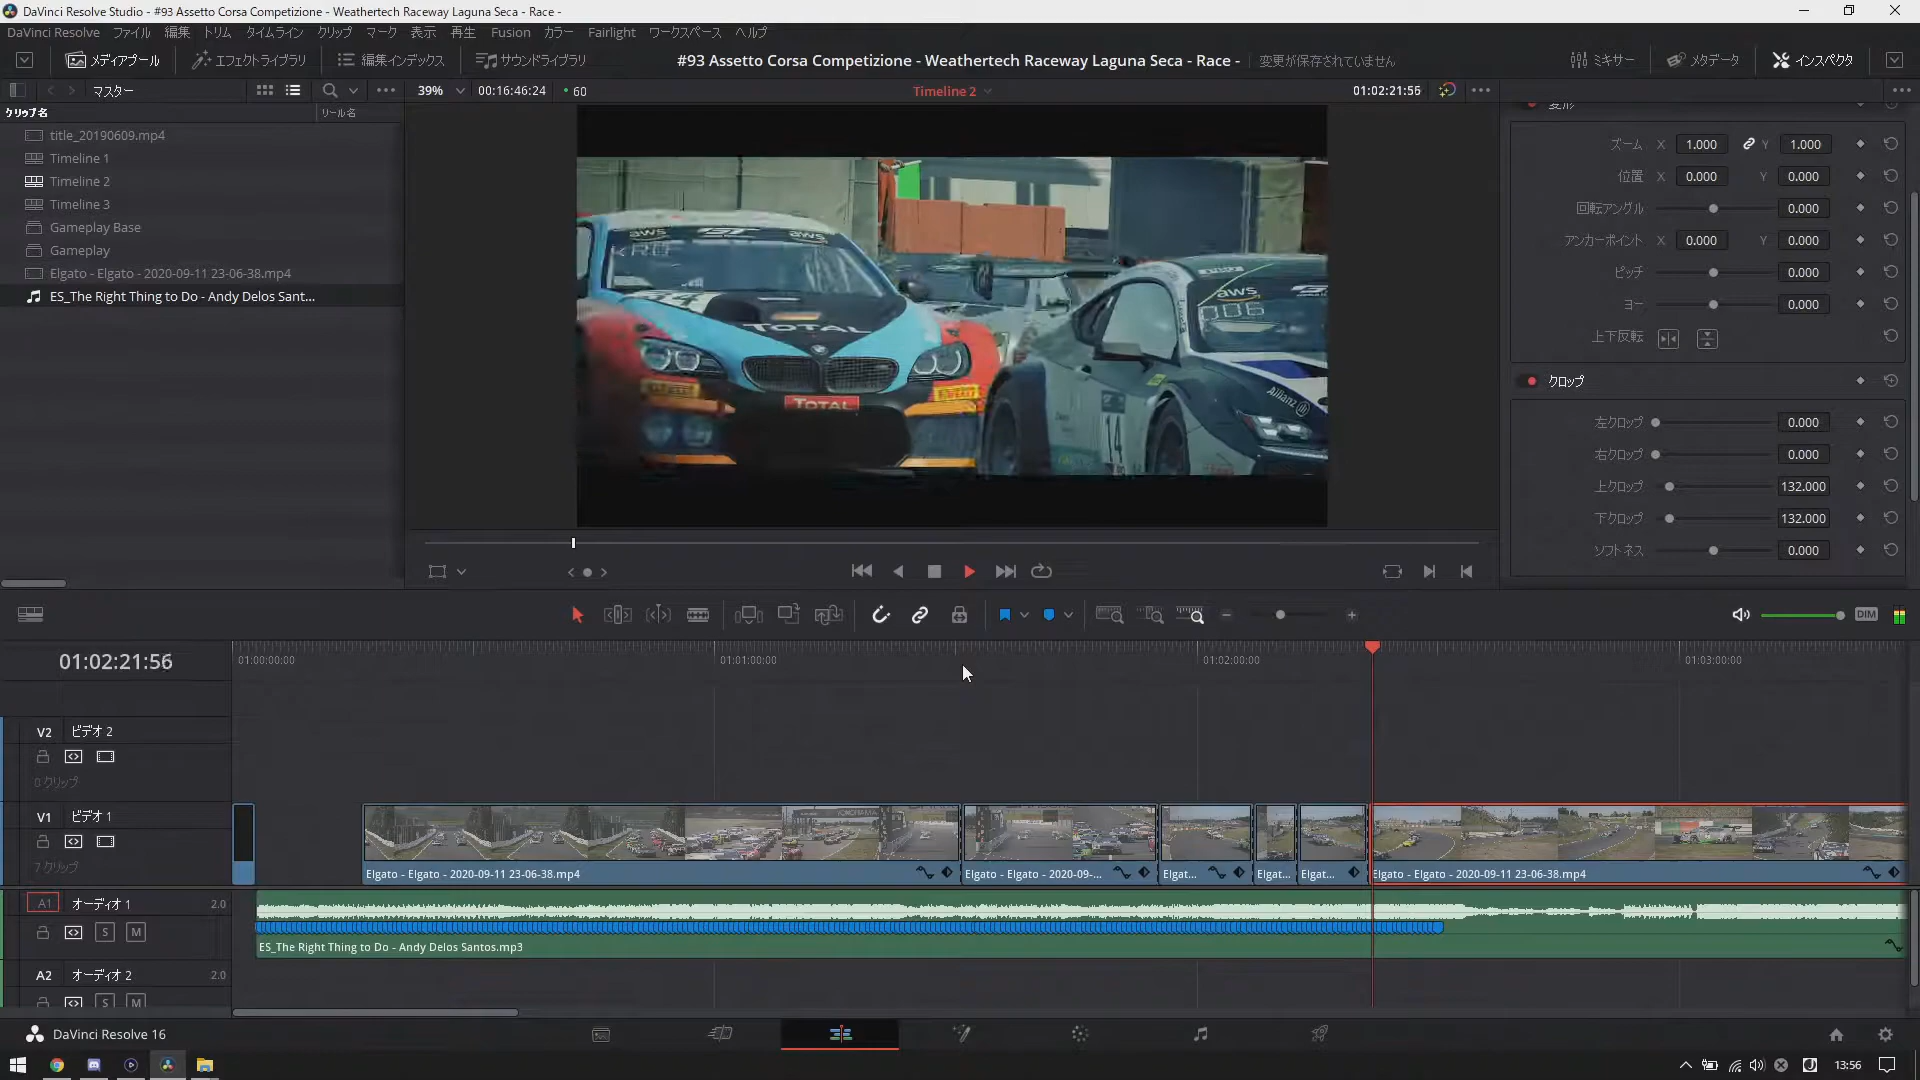 DaVinci Resolve Studio - #93 Assetto Corsa Competizione - Weathertech Raceway Laguna Seca - Race -
DaVinci Resolve ファイル 編集 トリム タイムライン クリップ マーク 表示 再生 Fusion カラー Fairlight ワークスペース ヘルプ
メディアプール エフェクトライブラリ 編集インデックス サウンドライブラリ #93 Assetto Corsa Competizione - Weathertech Raceway Laguna Seca - Race - 変更が保存されていません ミキサー メタデータ インスペクタ
マスター 39% 00:16:46:24 60 Timeline 2 01:02:21:56
クリップ名 リール名
title_20190609.mp4
Timeline 1
Timeline 2
Timeline 3
Gameplay Base
Gameplay
Elgato - Elgato - 2020-09-11 23-06-38.mp4
ES_The Right Thing to Do - Andy Delos Sant...
aws aws
aws
TOTAL
PIRELLI
TOTAL
Allianz
変形
ズーム X 1.000 Y 1.000
位置 X 0.000 Y 0.000
回転アングル 0.000
アンカーポイント X 0.000 Y 0.000
ピッチ 0.000
ヨー 0.000
上下反転
クロップ
左クロップ 0.000
右クロップ 0.000
上クロップ 132.000
下クロップ 132.000
ソフトネス 0.000
DIM
01:02:21:56
01:00:00:00 01:01:00:00 01:02:00:00 01:03:00:00
V2 ビデオ 2
0 クリップ
V1 ビデオ 1
7 クリップ
Elgato - Elgato - 2020-09-11 23-06-38.mp4 Elgato - Elgato - 2020-09-... Elgat... Elgat... Elgat... Elgato - Elgato - 2020-09-11 23-06-38.mp4
A1 オーディオ 1 2.0
S M
ES_The Right Thing to Do - Andy Delos Santos.mp3
A2 オーディオ 2 2.0
S M
DaVinci Resolve 16
13:56